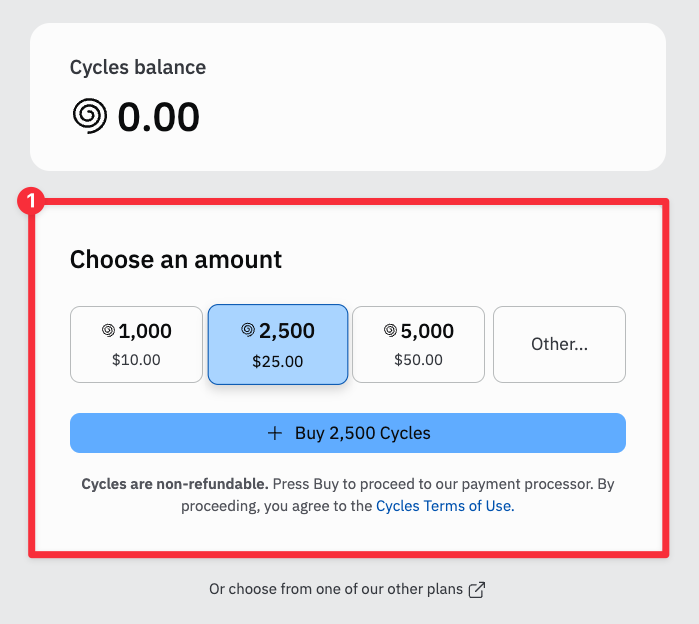 Cycles balance
0.00
1
Choose an amount
1,000
$10.00
2,500
$25.00
5,000
$50.00
Other...
+ Buy 2,500 Cycles
Cycles are non-refundable. Press Buy to proceed to our payment processor. By
proceeding, you agree to the Cycles Terms of Use.
Or choose from one of our other plans